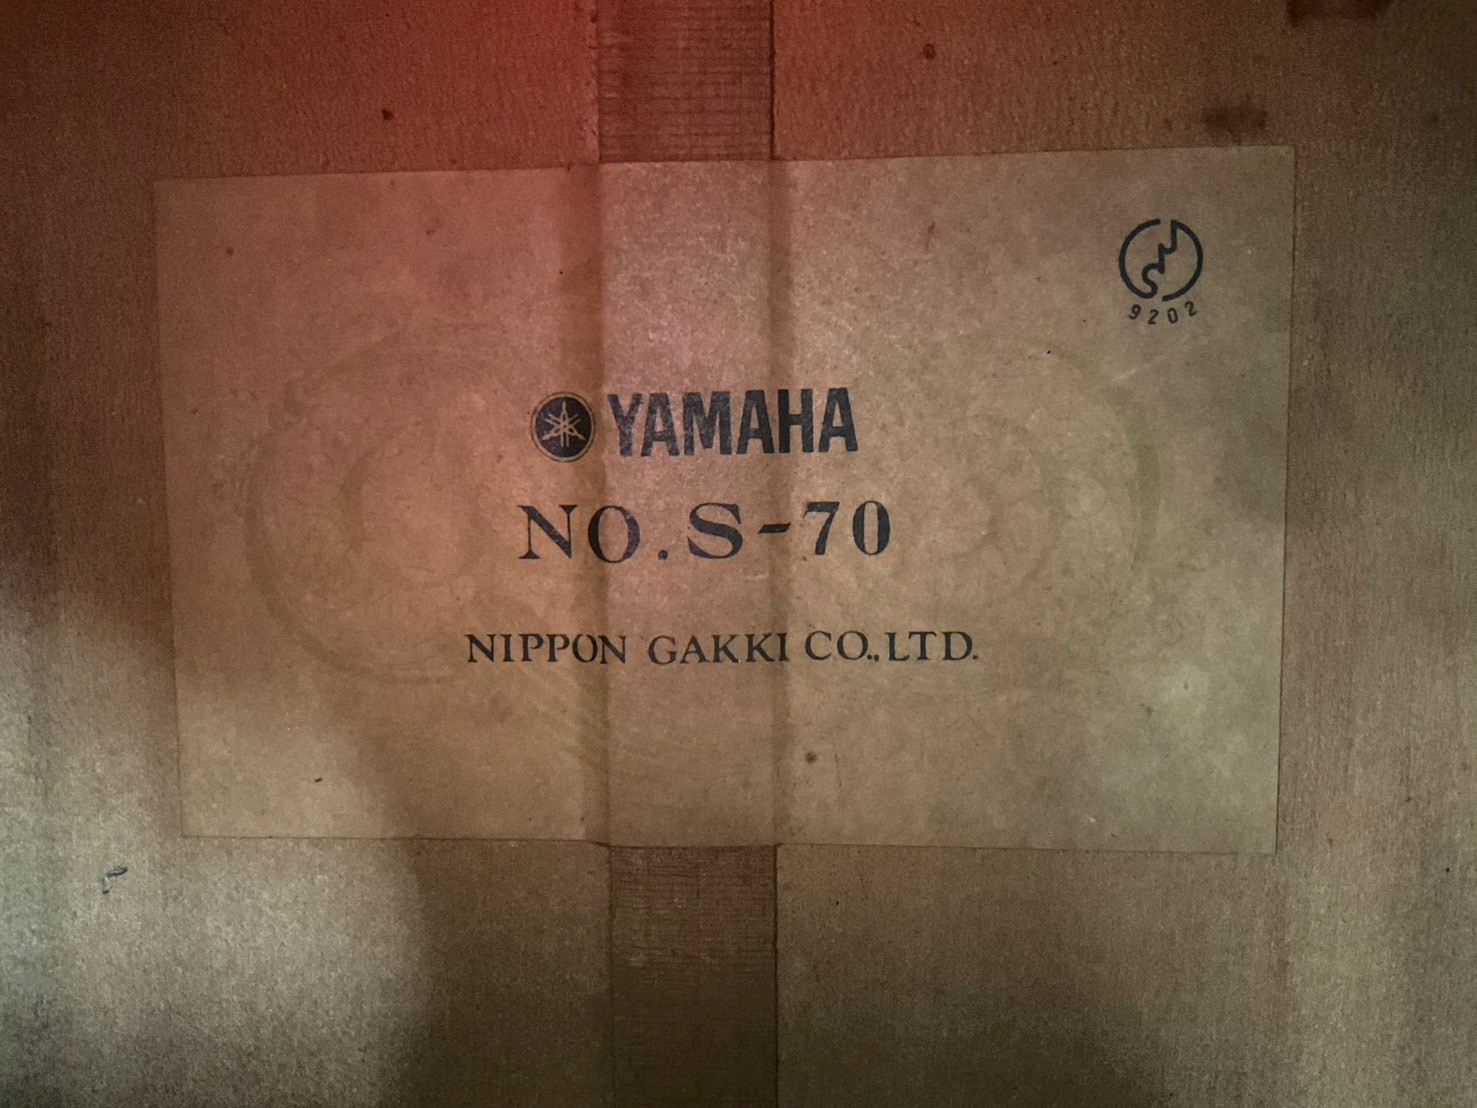 9202
YAMAHA
NO. S-70
NIPPON GAKKI CO., LTD.